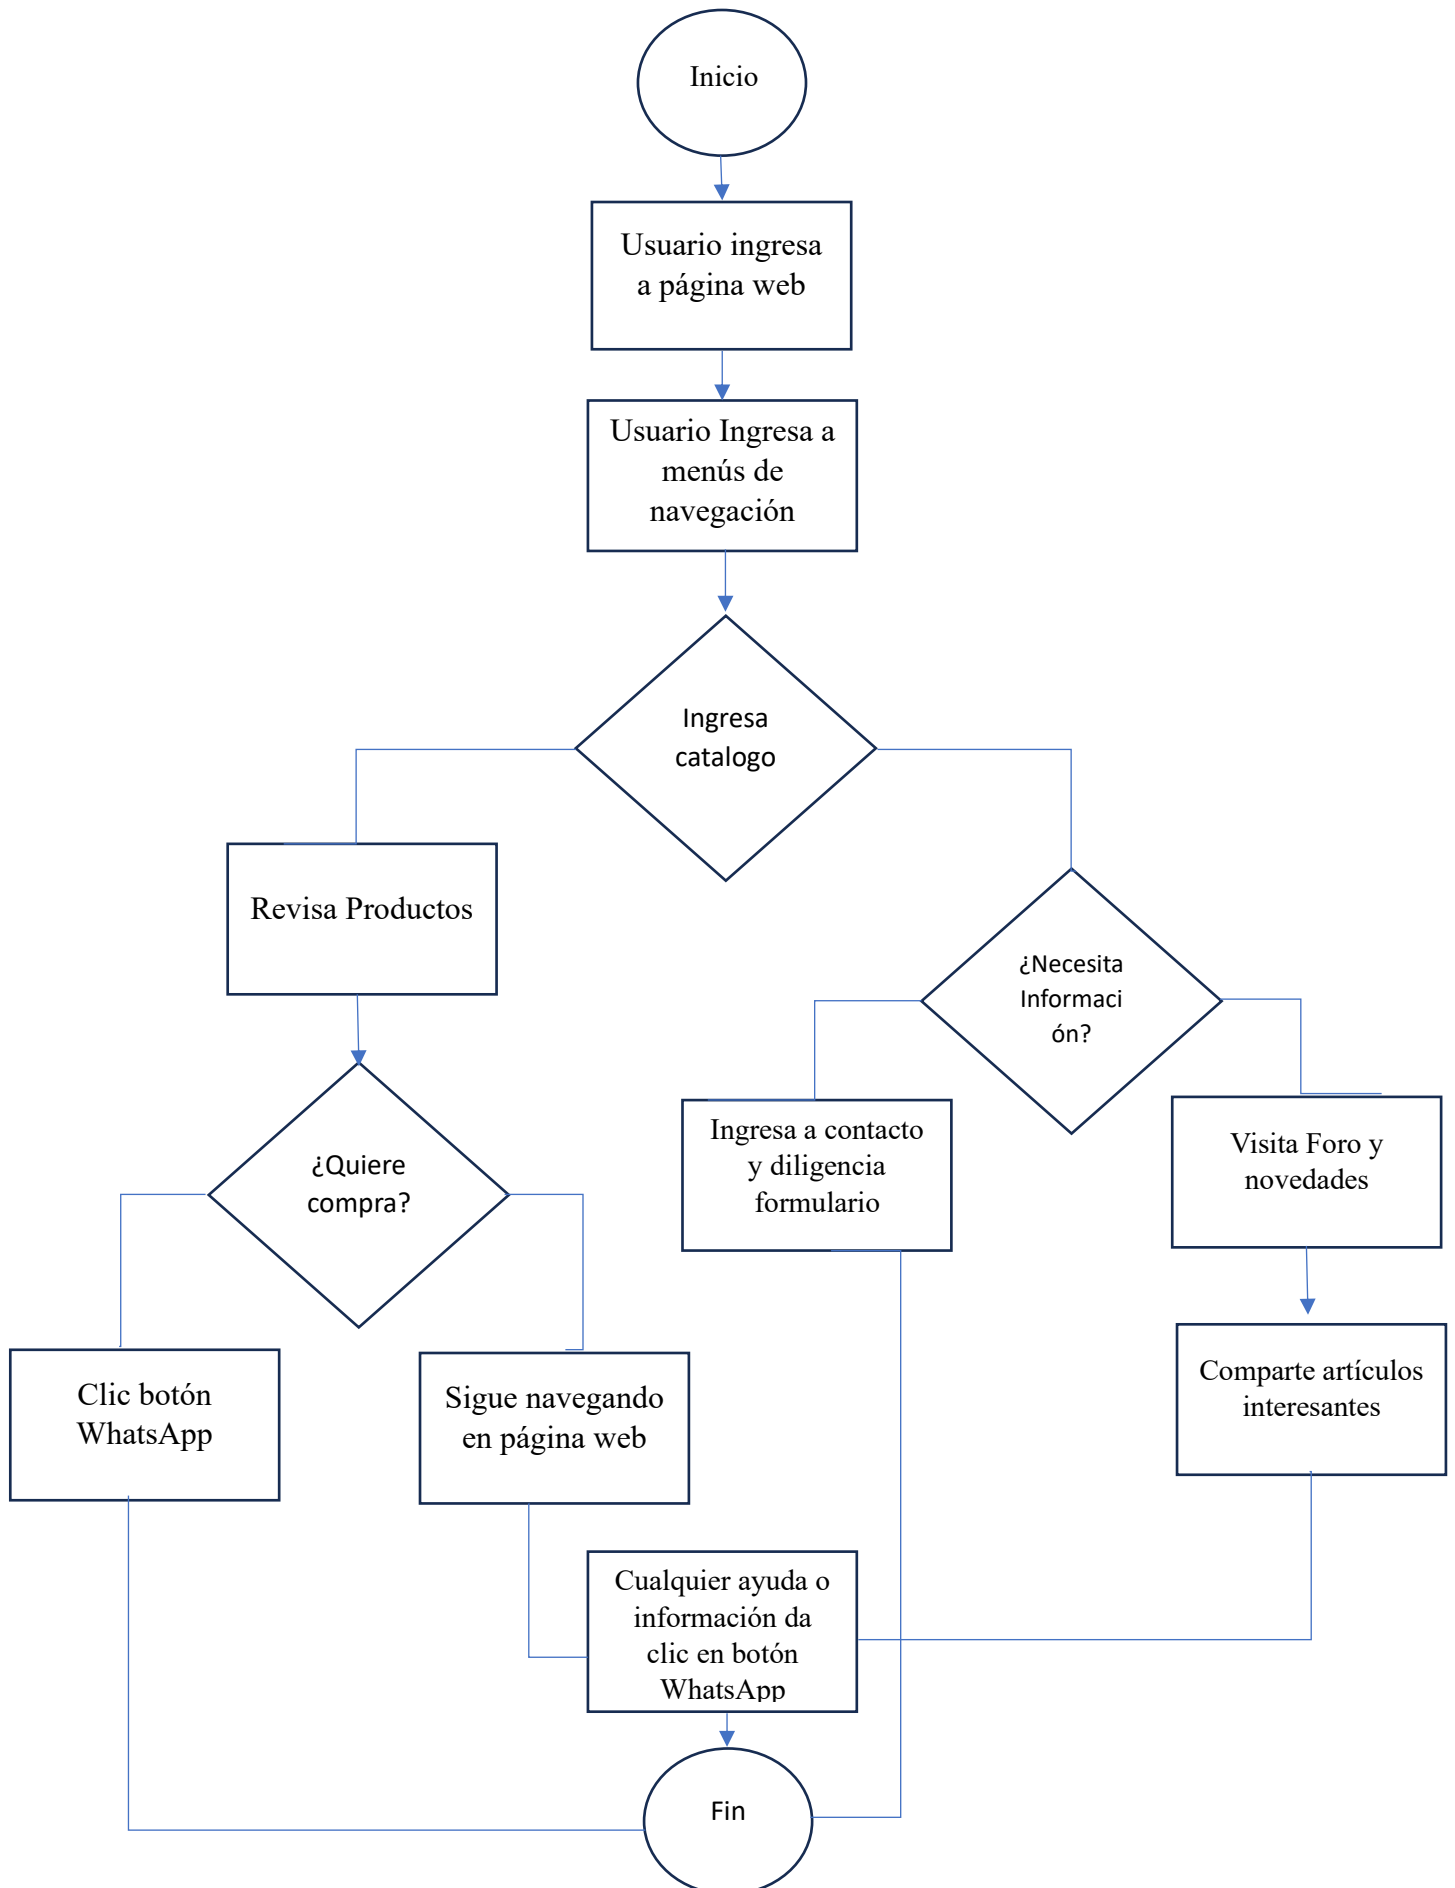 Inicio
Usuario ingresa
a página web
Usuario Ingresa a
menús de
navegación
Ingresa
catalogo
Revisa Productos
¿Necesita
Informaci
ón?
¿Quiere
compra?
Ingresa a contacto
y diligencia
formulario
Visita Foro y
novedades
Clic botón
WhatsApp
Sigue navegando
en página web
Comparte artículos
interesantes
Cualquier ayuda o
información da
clic en botón
WhatsApp
Fin